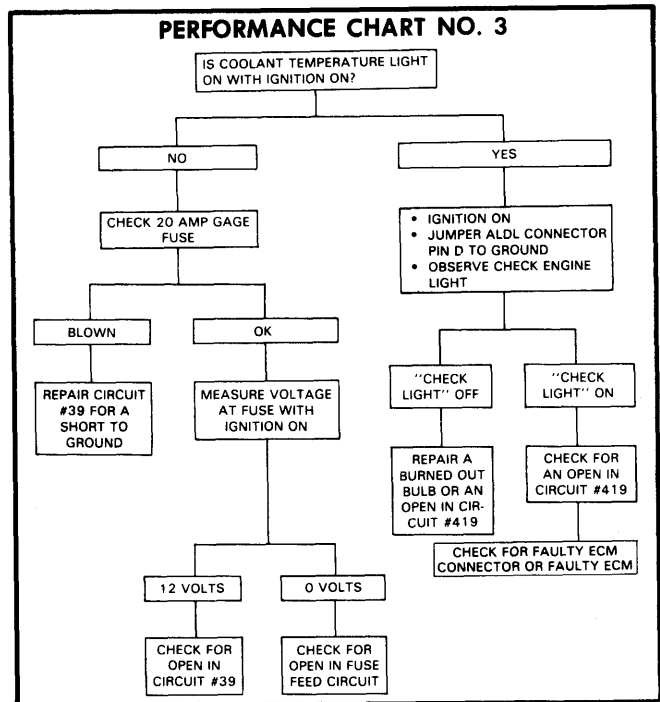 PERFORMANCE CHART NO. 3
IS COOLANT TEMPERATURE LIGHT
ON WITH IGNITION ON?
NO
YES
CHECK 20 AMP GAGE
FUSE
• IGNITION ON
• JUMPER ALDL CONNECTOR
PIN D TO GROUND
• OBSERVE CHECK ENGINE
LIGHT
BLOWN
OK
"CHECK
LIGHT" OFF
"CHECK
LIGHT" ON
REPAIR CIRCUIT
#39 FOR A
SHORT TO
GROUND
MEASURE VOLTAGE
AT FUSE WITH
IGNITION ON
REPAIR A
BURNED OUT
BULB OR AN
OPEN IN CIR-
CUIT #419
CHECK FOR
AN OPEN IN
CIRCUIT #419
CHECK FOR FAULTY ECM
CONNECTOR OR FAULTY ECM
12 VOLTS
0 VOLTS
CHECK FOR
OPEN IN
CIRCUIT #39
CHECK FOR
OPEN IN FUSE
FEED CIRCUIT